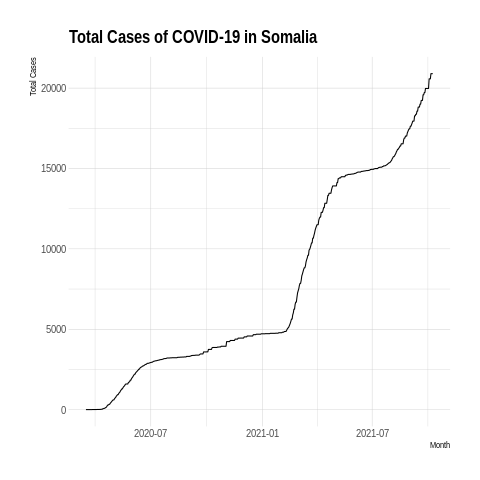 Total Cases of COVID-19 in Somalia
Total Cases
20000
15000
10000
5000
0
2020-07
2021-01
2021-07
Month